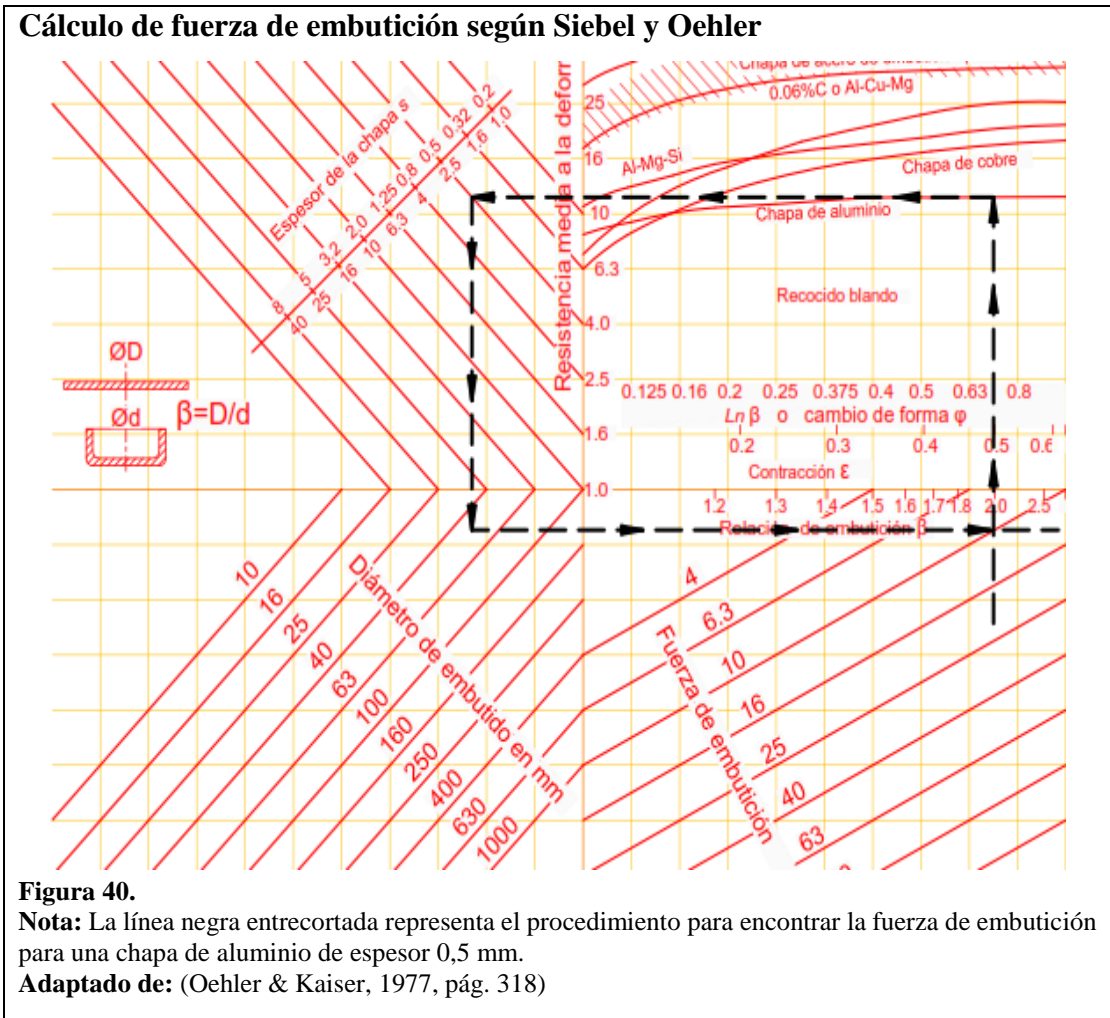 Cálculo de fuerza de embutición según Siebel y Oehler
0.06%C o Al-Cu-Mg
Al-Mg-Si
Chapa de cobre
Chapa de aluminio
Recocido blando
Espesor de la chapa s
0.2
0.32
0.5
0.8
1.25
2.0
3.2
5
8
1.0
1.6
2.5
4
6.3
10
16
25
40
Resistencia media a la defor
25
16
10
6.3
4.0
2.5
1.6
1.0
ØD
Ød
β=D/d
0.125 0.16 0.2 0.25 0.375 0.4 0.5 0.63 0.8
Ln β o cambio de forma φ
0.2 0.3 0.4 0.5 0.6
Contracción Ɛ
1.2 1.3 1.4 1.5 1.6 1.7 1.8 2.0 2.5
Relación de embutición β
Diámetro de embutido en mm
10
16
25
40
63
100
160
250
400
630
1000
Fuerza de embutición
4
6.3
10
16
25
40
63
Figura 40.
Nota: La línea negra entrecortada representa el procedimiento para encontrar la fuerza de embutición
para una chapa de aluminio de espesor 0,5 mm.
Adaptado de: (Oehler & Kaiser, 1977, pág. 318)